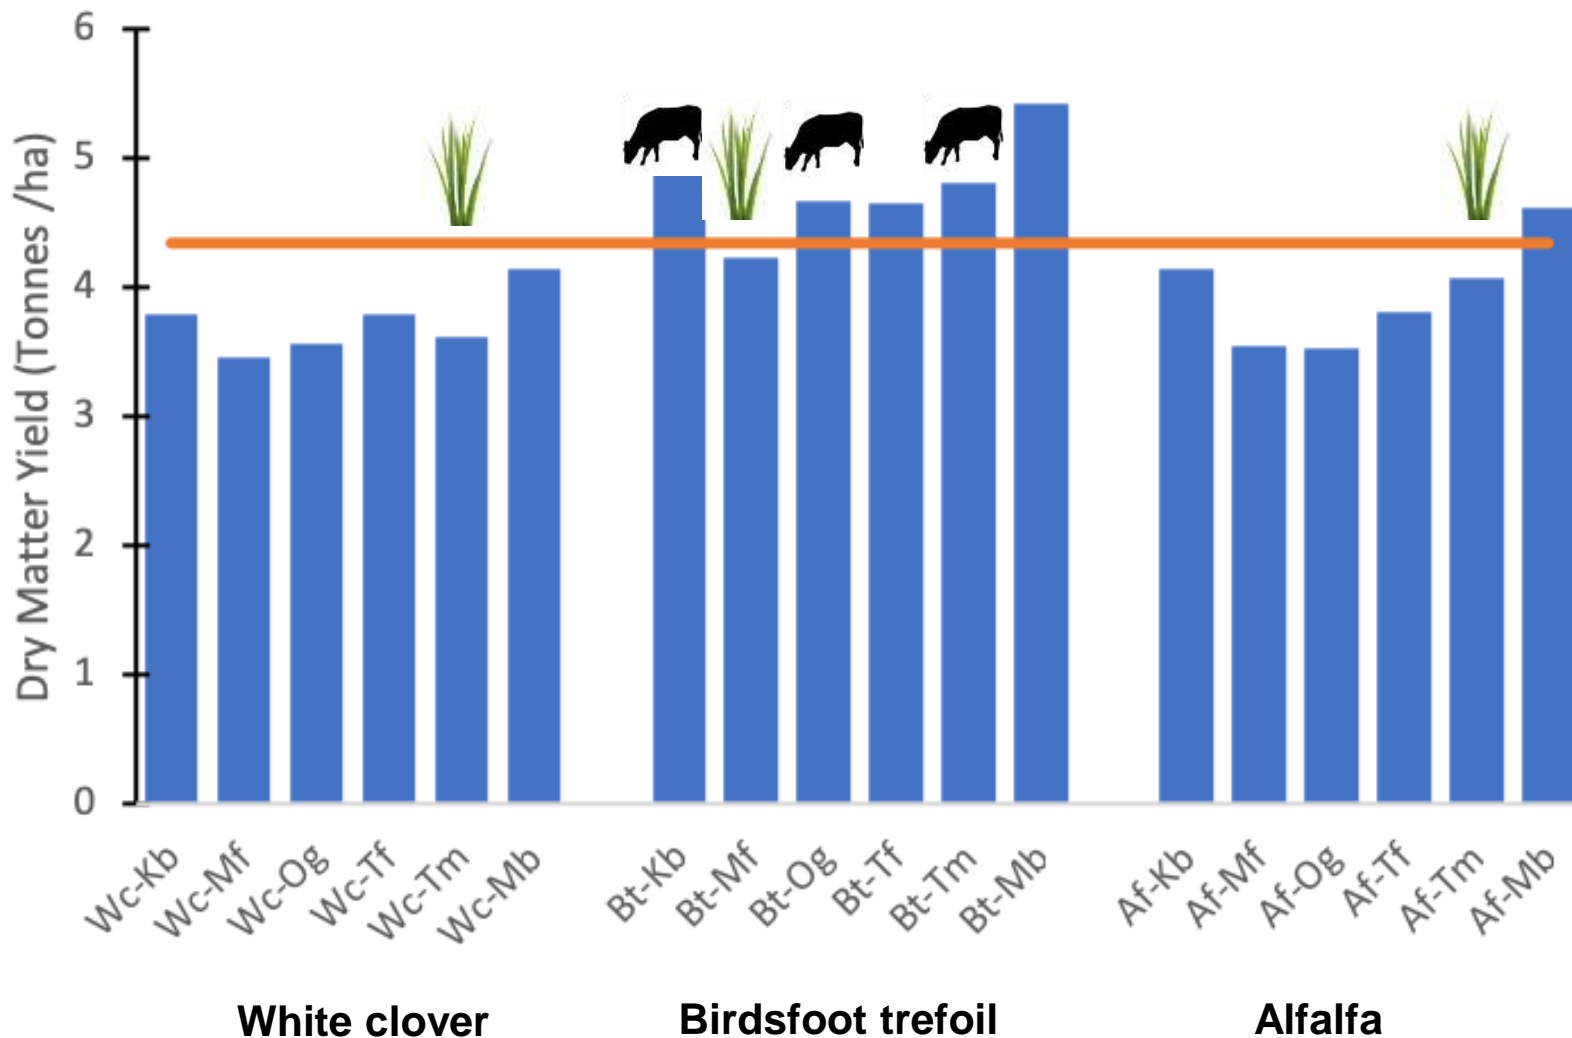 Dry Matter Yield (Tonnes /ha)
6
5
4
3
2
1
0
Wc-Kb
Wc-Mf
Wc-Og
Wc-Tf
Wc-Tm
Wc-Mb
Bt-Kb
Bt-Mf
Bt-Og
Bt-Tf
Bt-Tm
Bt-Mb
Af-Kb
Af-Mf
Af-Og
Af-Tf
Af-Tm
Af-Mb
White clover
Birdsfoot trefoil
Alfalfa